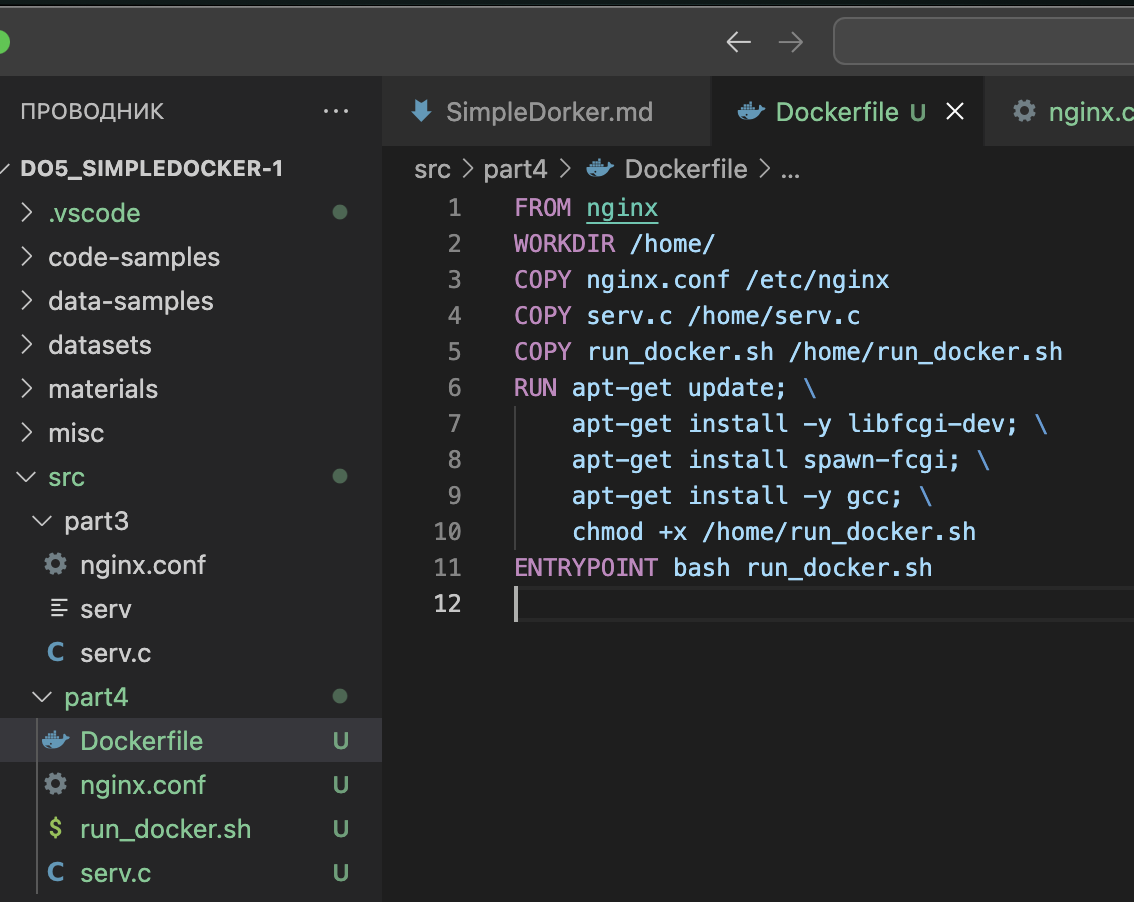 ПРОВОДНИК ...
DO5_SIMPLEDOCKER-1
.vscode
code-samples
data-samples
datasets
materials
misc
src
part3
nginx.conf
serv
C serv.c
part4
Dockerfile U
nginx.conf U
$ run_docker.sh U
C serv.c U
SimpleDorker.md
Dockerfile U
nginx.c
src > part4 > Dockerfile > ...
1 FROM nginx
2 WORKDIR /home/
3 COPY nginx.conf /etc/nginx
4 COPY serv.c /home/serv.c
5 COPY run_docker.sh /home/run_docker.sh
6 RUN apt-get update; \
7 apt-get install -y libfcgi-dev; \
8 apt-get install spawn-fcgi; \
9 apt-get install -y gcc; \
10 chmod +x /home/run_docker.sh
11 ENTRYPOINT bash run_docker.sh
12